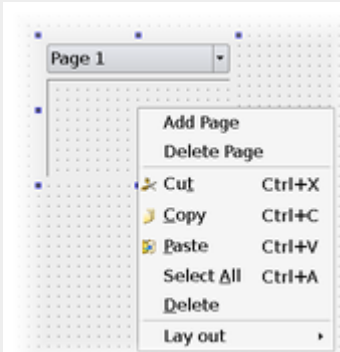 Page 1
Add Page
Delete Page
Cut Ctrl+X
Copy Ctrl+C
Paste Ctrl+V
Select All Ctrl+A
Delete
Lay out